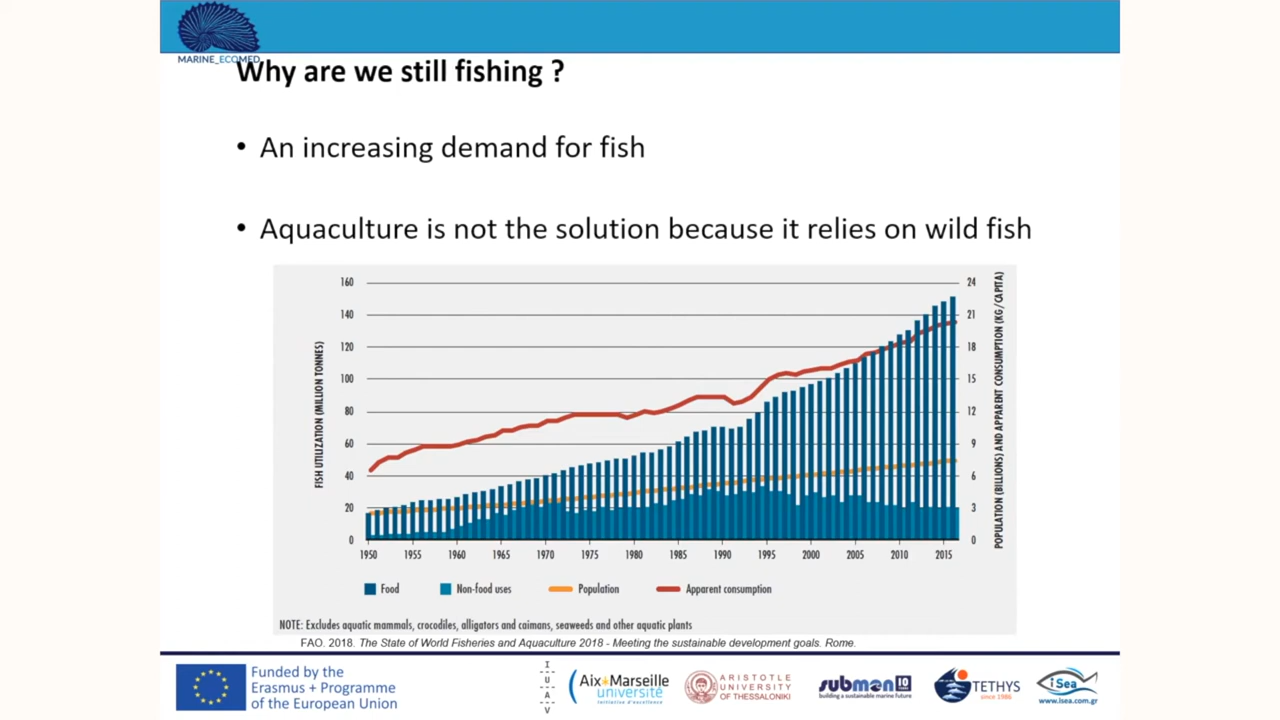 MARINE_ECOMED
Why are we still fishing ?
• An increasing demand for fish
• Aquaculture is not the solution because it relies on wild fish
FISH UTILIZATION (MILLION TONNES)
160
140
120
100
80
60
40
20
0
24
21
18
15
12
9
6
3
0
POPULATION (BILLIONS) AND APPARENT CONSUMPTION (KG/CAPITA)
1950 1955 1960 1965 1970 1975 1980 1985 1990 1995 2000 2005 2010 2015
Food Non-food uses Population Apparent consumption
NOTE: Excludes aquatic mammals, crocodiles, alligators and caimans, seaweeds and other aquatic plants
FAO. 2018. The State of World Fisheries and Aquaculture 2018 - Meeting the sustainable development goals. Rome.
Funded by the
Erasmus + Programme
of the European Union
I
U
A
V
Aix*Marseille
université
Initiative d'excellence
ARISTOTLE
UNIVERSITY
OF THESSALONIKI
submon 10
building a sustainable marine future
TETHYS
since 1986
iSea
www.isea.com.gr